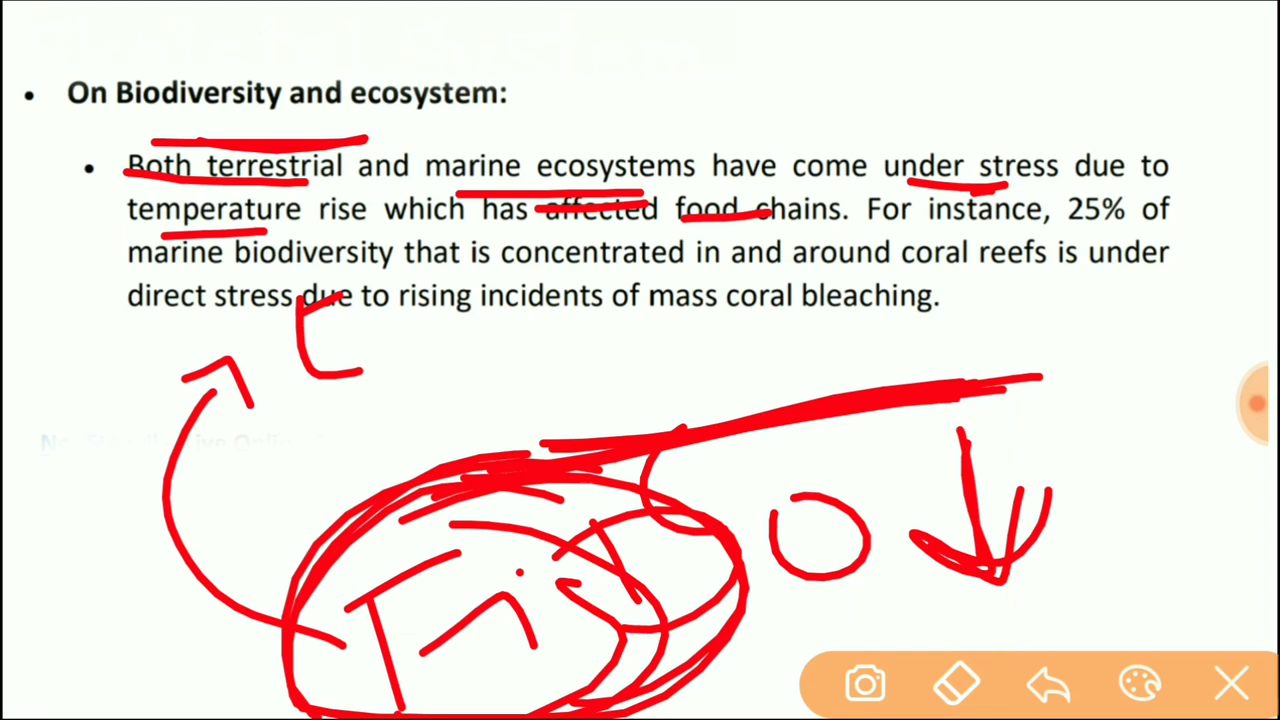 • On Biodiversity and ecosystem:
• Both terrestrial and marine ecosystems have come under stress due to
temperature rise which has affected food chains. For instance, 25% of
marine biodiversity that is concentrated in and around coral reefs is under
direct stress due to rising incidents of mass coral bleaching.